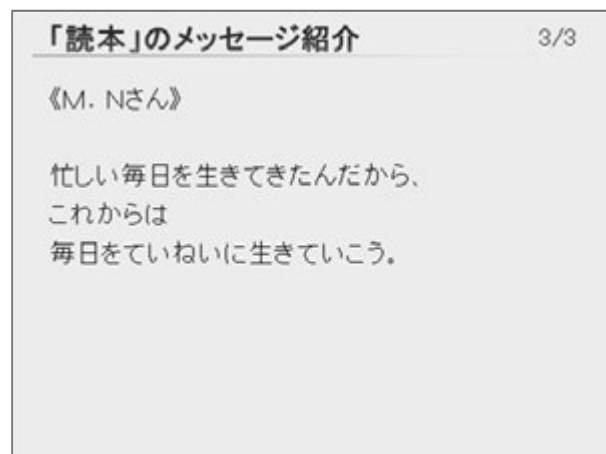 「読本」のメッセージ紹介 3/3
《M．Nさん》
忙しい毎日を生きてきたんだから、
これからは
毎日をていねいに生きていこう。